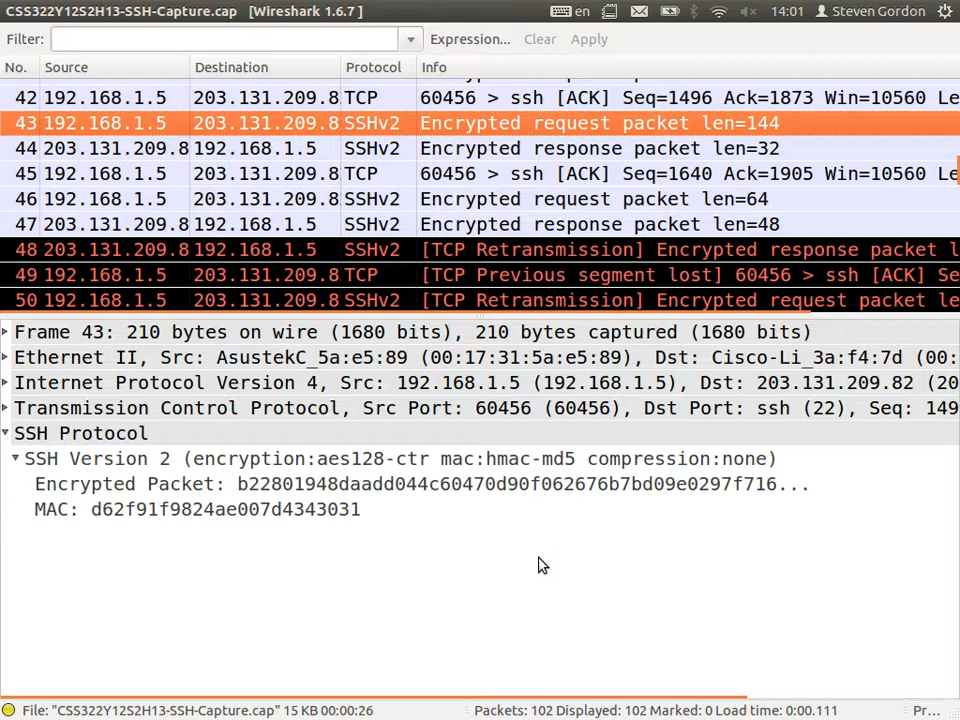 CSS322Y12S2H13-SSH-Capture.cap [Wireshark 1.6.7 ] en 14:01 Steven Gordon
Filter: Expression... Clear Apply
No. Source Destination Protocol Info
42 192.168.1.5 203.131.209.8 TCP 60456 > ssh [ACK] Seq=1496 Ack=1873 Win=10560 Le
43 192.168.1.5 203.131.209.8 SSHv2 Encrypted request packet len=144
44 203.131.209.8 192.168.1.5 SSHv2 Encrypted response packet len=32
45 192.168.1.5 203.131.209.8 TCP 60456 > ssh [ACK] Seq=1640 Ack=1905 Win=10560 Le
46 192.168.1.5 203.131.209.8 SSHv2 Encrypted request packet len=64
47 203.131.209.8 192.168.1.5 SSHv2 Encrypted response packet len=48
48 203.131.209.8 192.168.1.5 SSHv2 [TCP Retransmission] Encrypted response packet l
49 192.168.1.5 203.131.209.8 TCP [TCP Previous segment lost] 60456 > ssh [ACK] Se
50 192.168.1.5 203.131.209.8 SSHv2 [TCP Retransmission] Encrypted request packet le
Frame 43: 210 bytes on wire (1680 bits), 210 bytes captured (1680 bits)
Ethernet II, Src: AsustekC_5a:e5:89 (00:17:31:5a:e5:89), Dst: Cisco-Li_3a:f4:7d (00:
Internet Protocol Version 4, Src: 192.168.1.5 (192.168.1.5), Dst: 203.131.209.82 (20
Transmission Control Protocol, Src Port: 60456 (60456), Dst Port: ssh (22), Seq: 149
SSH Protocol
SSH Version 2 (encryption:aes128-ctr mac:hmac-md5 compression:none)
Encrypted Packet: b22801948daadd044c60470d90f062676b7bd09e0297f716...
MAC: d62f91f9824ae007d4343031
File: "CSS322Y12S2H13-SSH-Capture.cap" 15 KB 00:00:26 Packets: 102 Displayed: 102 Marked: 0 Load time: 0:00.111 Pr...